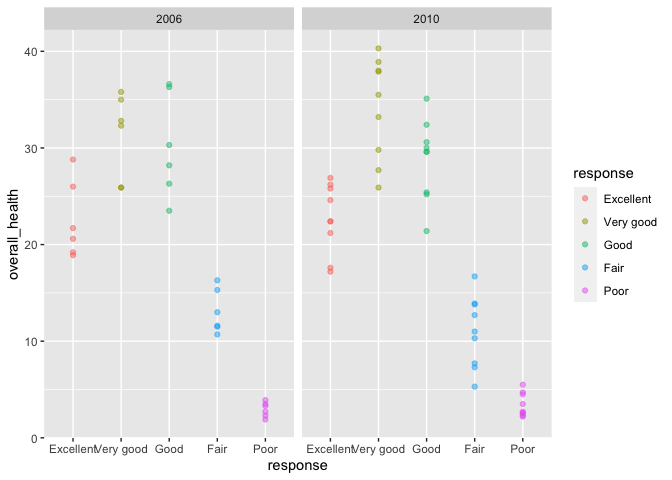 2006 2010
40
30
20
10
0
overall_health
Excellent Very good Good Fair Poor Excellent Very good Good Fair Poor
response
response
Excellent
Very good
Good
Fair
Poor